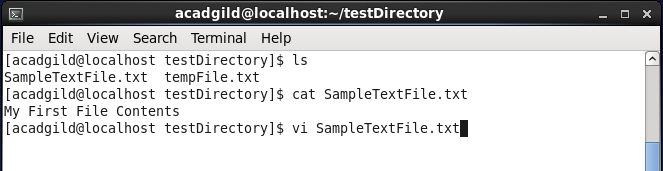 acadgild@localhost:~/testDirectory
File Edit View Search Terminal Help
[acadgild@localhost testDirectory]$ ls
SampleTextFile.txt  tempFile.txt
[acadgild@localhost testDirectory]$ cat SampleTextFile.txt
My First File Contents
[acadgild@localhost testDirectory]$ vi SampleTextFile.txt